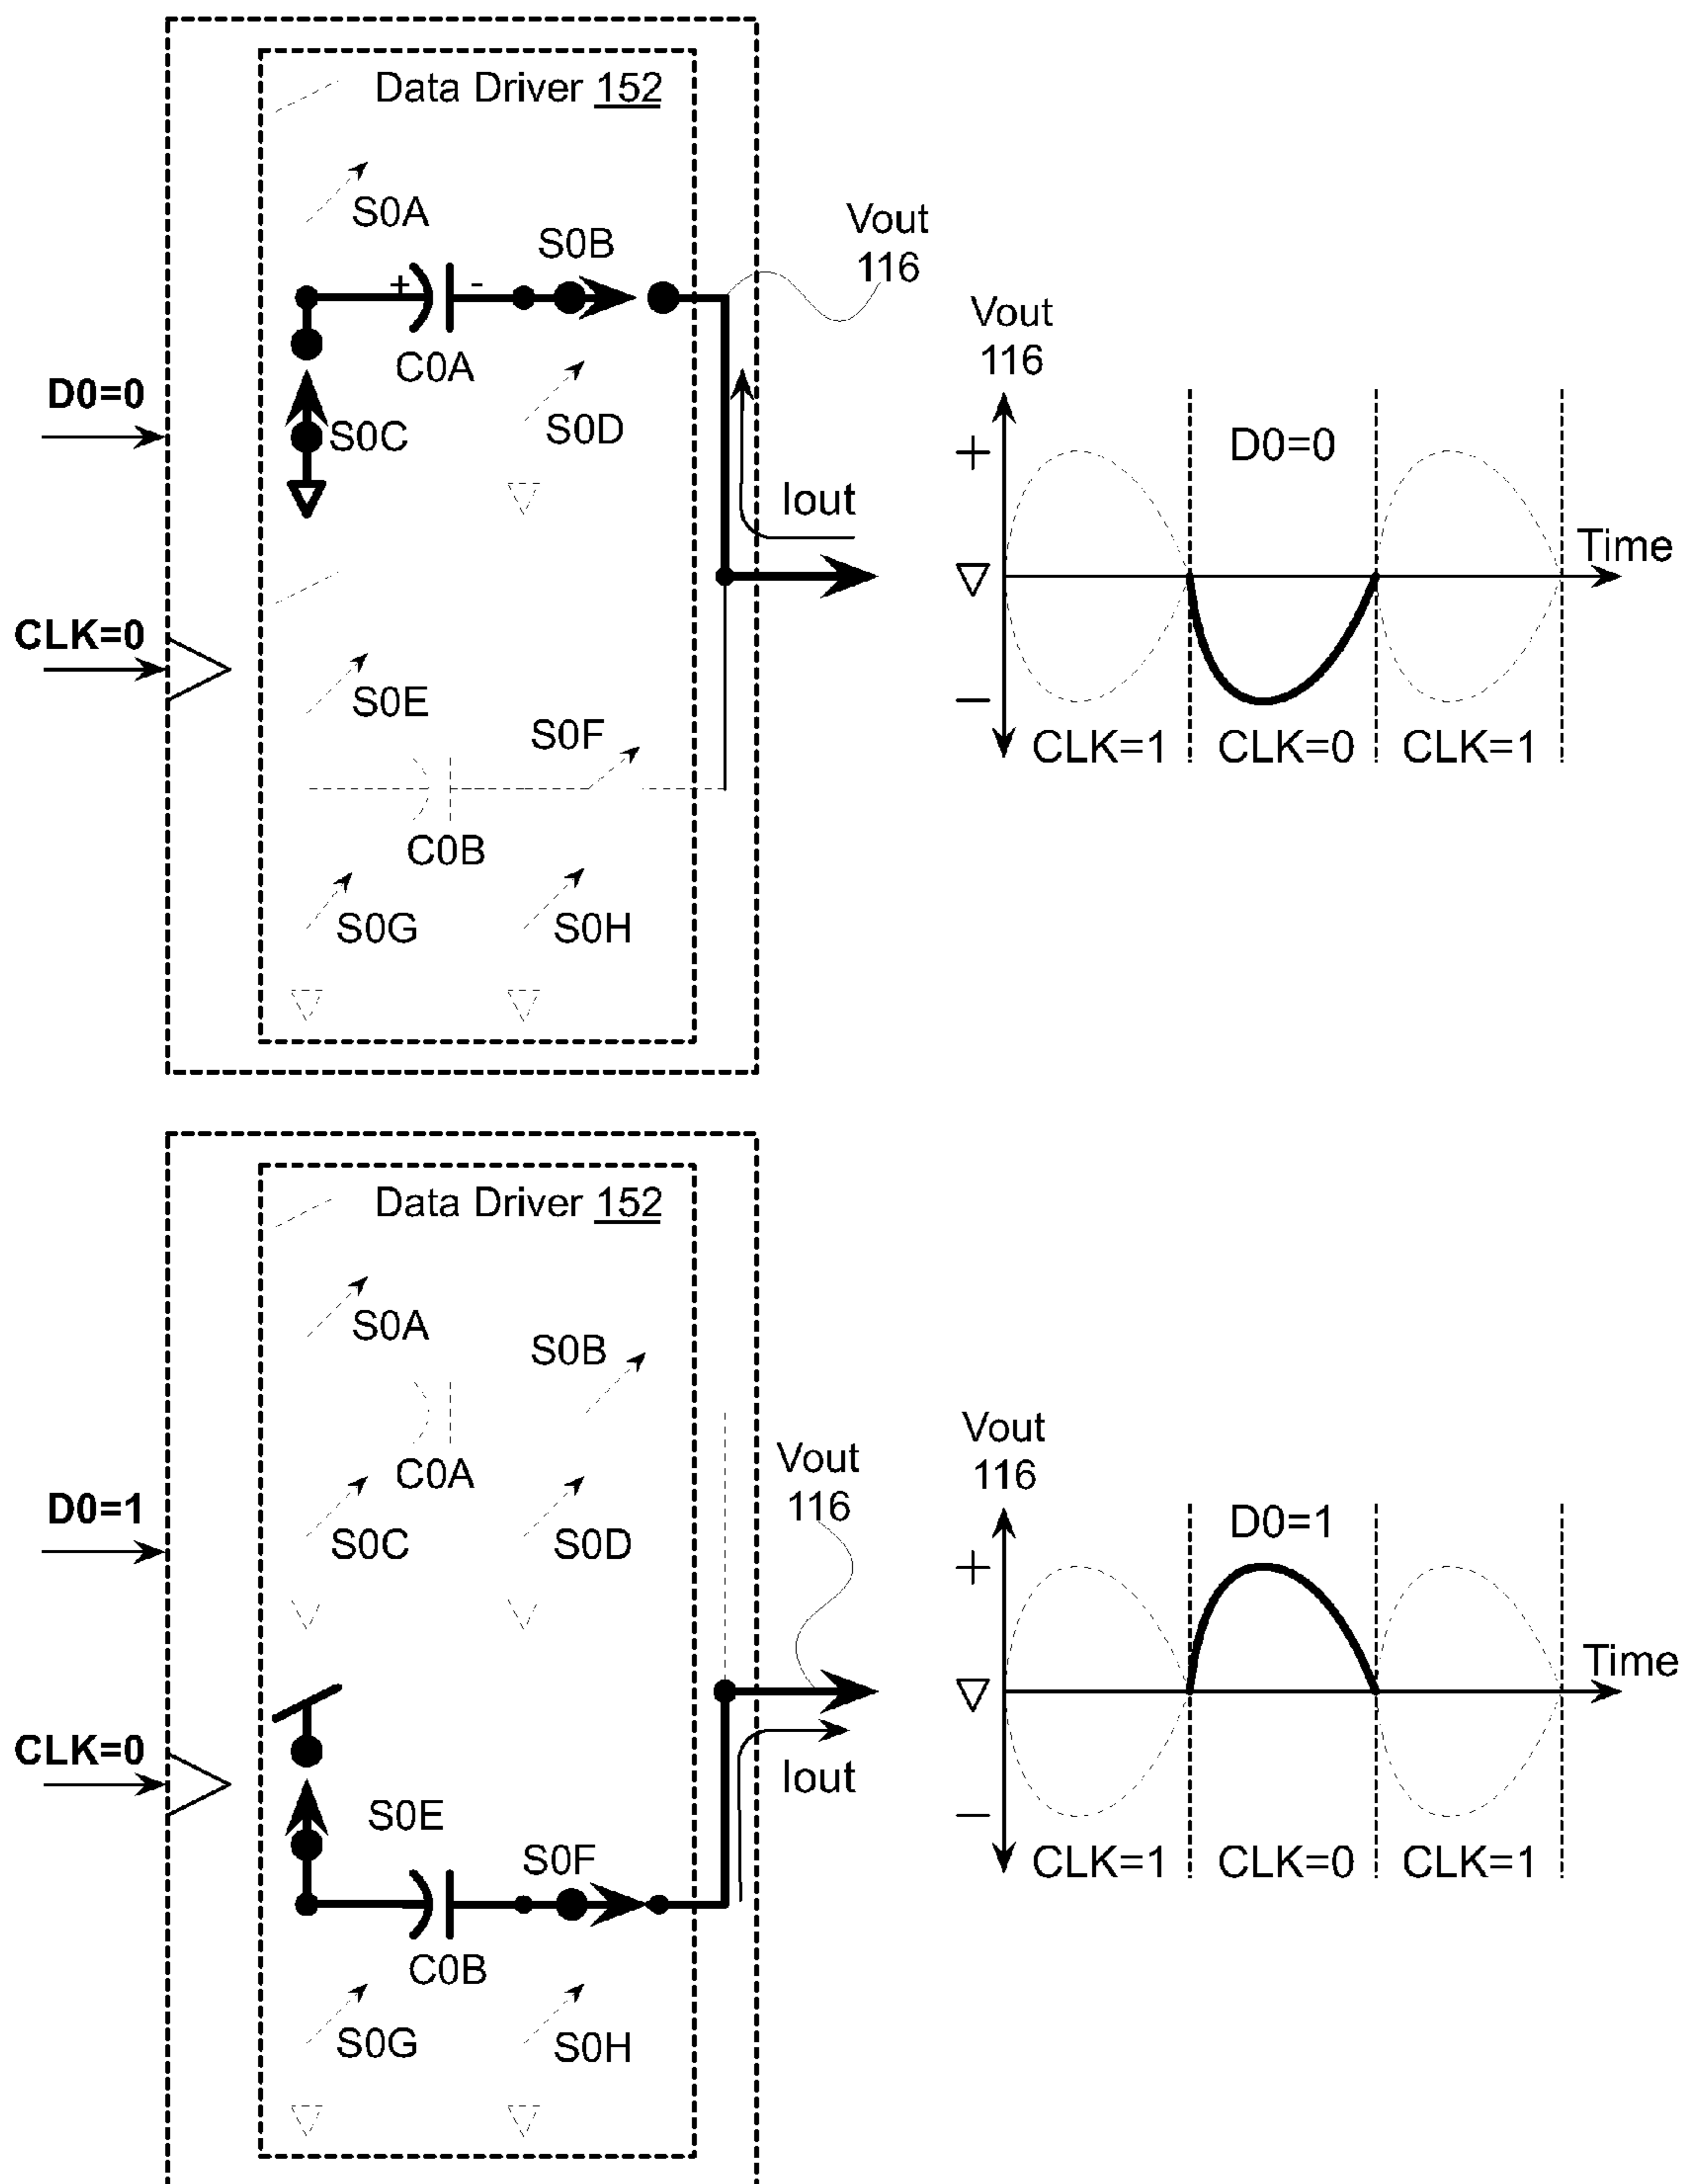 Data Driver 152
S0A
S0B
+ -
C0A
D0=0
S0C
S0D
Vout
116
Iout
CLK=0
S0E
S0F
C0B
S0G
S0H
Vout
116
+
D0=0
Time
−
CLK=1
CLK=0
CLK=1
Data Driver 152
S0A
S0B
C0A
D0=1
S0C
S0D
Vout
116
CLK=0
Iout
S0E
S0F
C0B
S0G
S0H
Vout
116
+
D0=1
Time
−
CLK=1
CLK=0
CLK=1